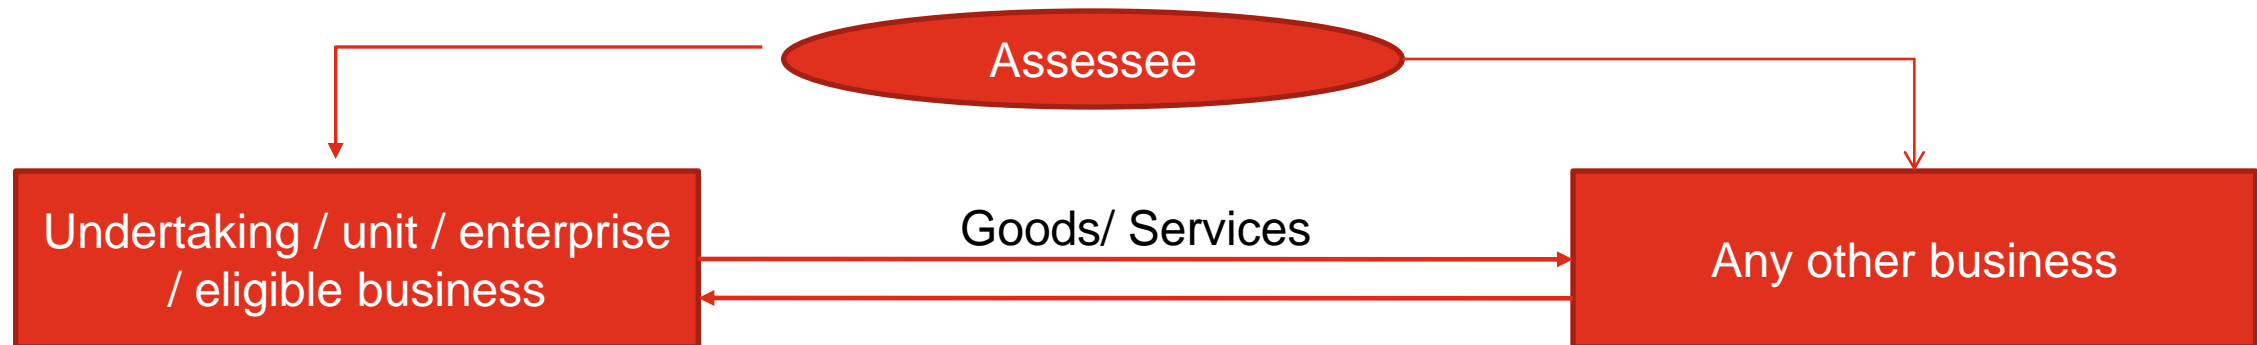 Assessee
Undertaking / unit / enterprise
/ eligible business
Goods/ Services
Any other business